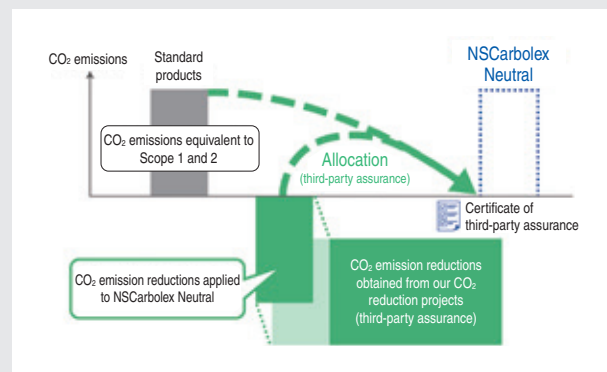 CO₂ emissions
Standard
products
NSCarbolex
Neutral
CO₂ emissions equivalent to
Scope 1 and 2
Allocation
(third-party assurance)
Certificate of
third-party assurance
CO₂ emission reductions applied
to NSCarbolex Neutral
CO₂ emission reductions
obtained from our CO₂
reduction projects
(third-party assurance)